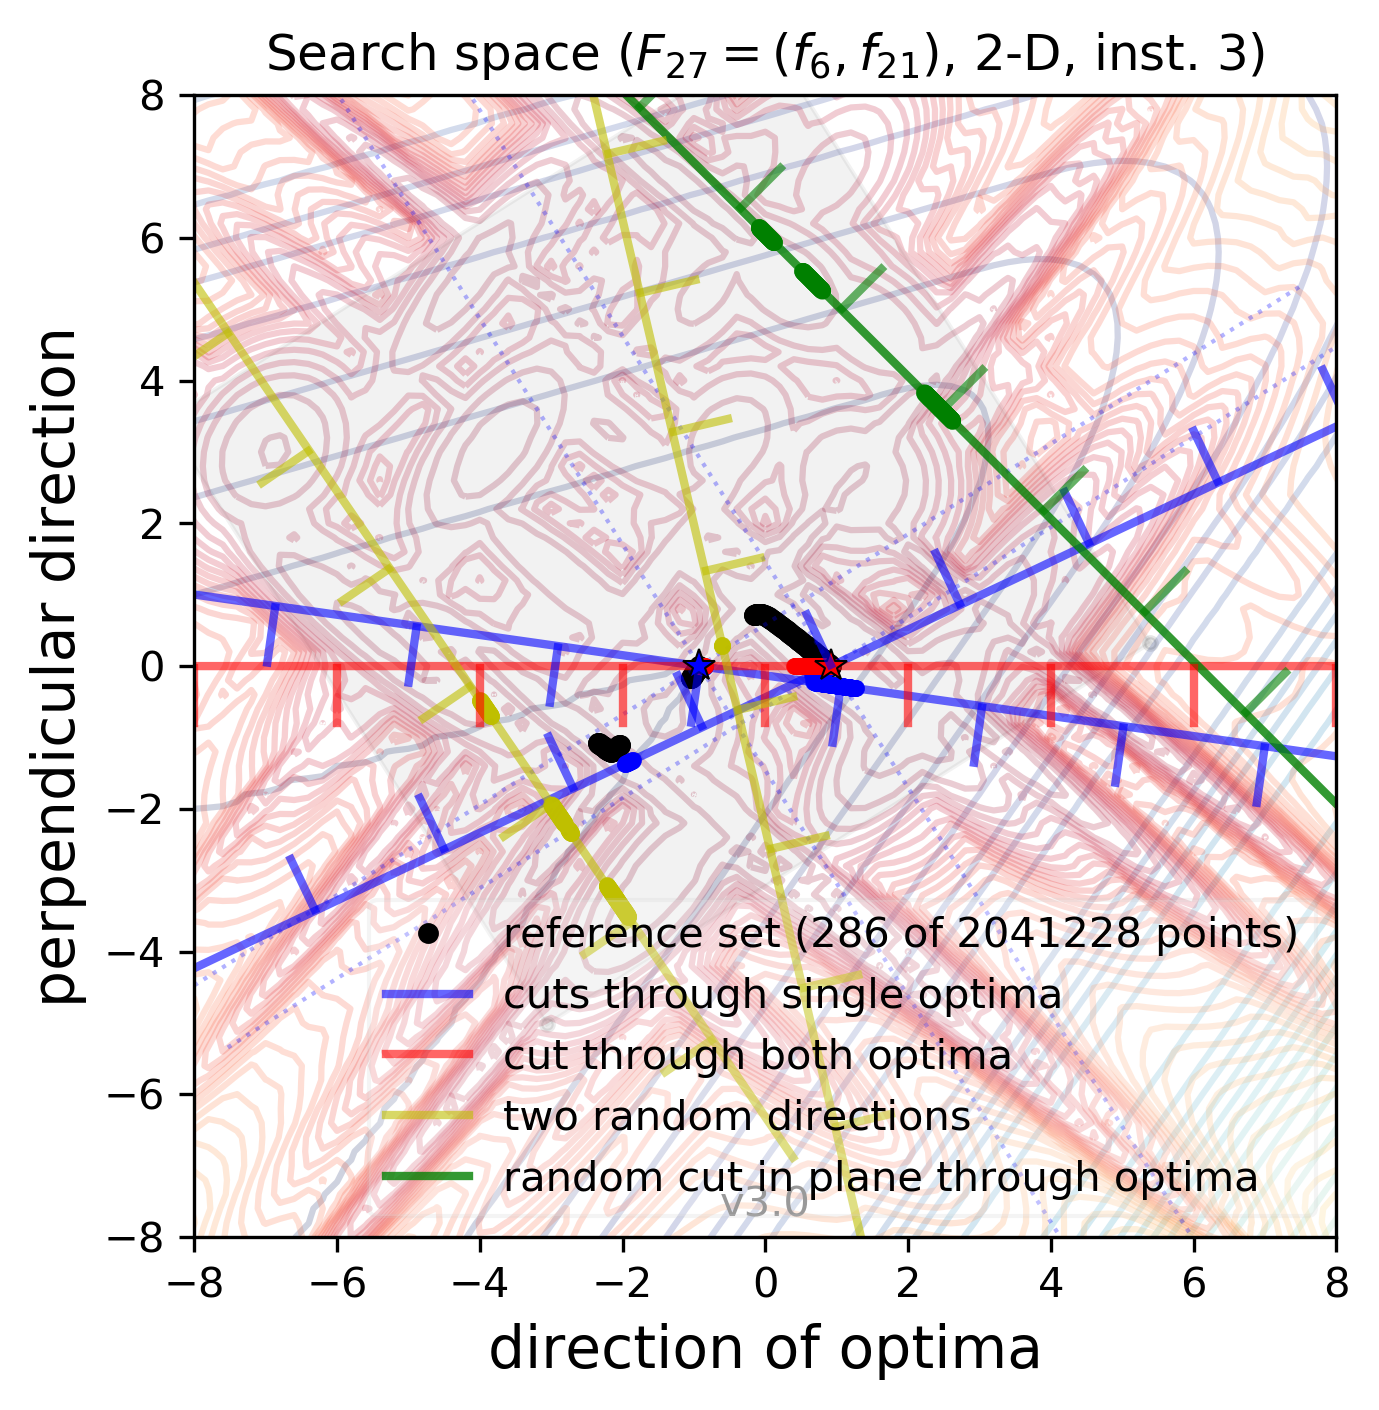 Search space (F₂₇ = (f₆, f₂₁), 2-D, inst. 3)
8
6
4
2
0
−2
−4
−6
−8
perpendicular direction
reference set (286 of 2041228 points)
cuts through single optima
cut through both optima
two random directions
random cut in plane through optima
v3.0
−8 −6 −4 −2 0 2 4 6 8
direction of optima